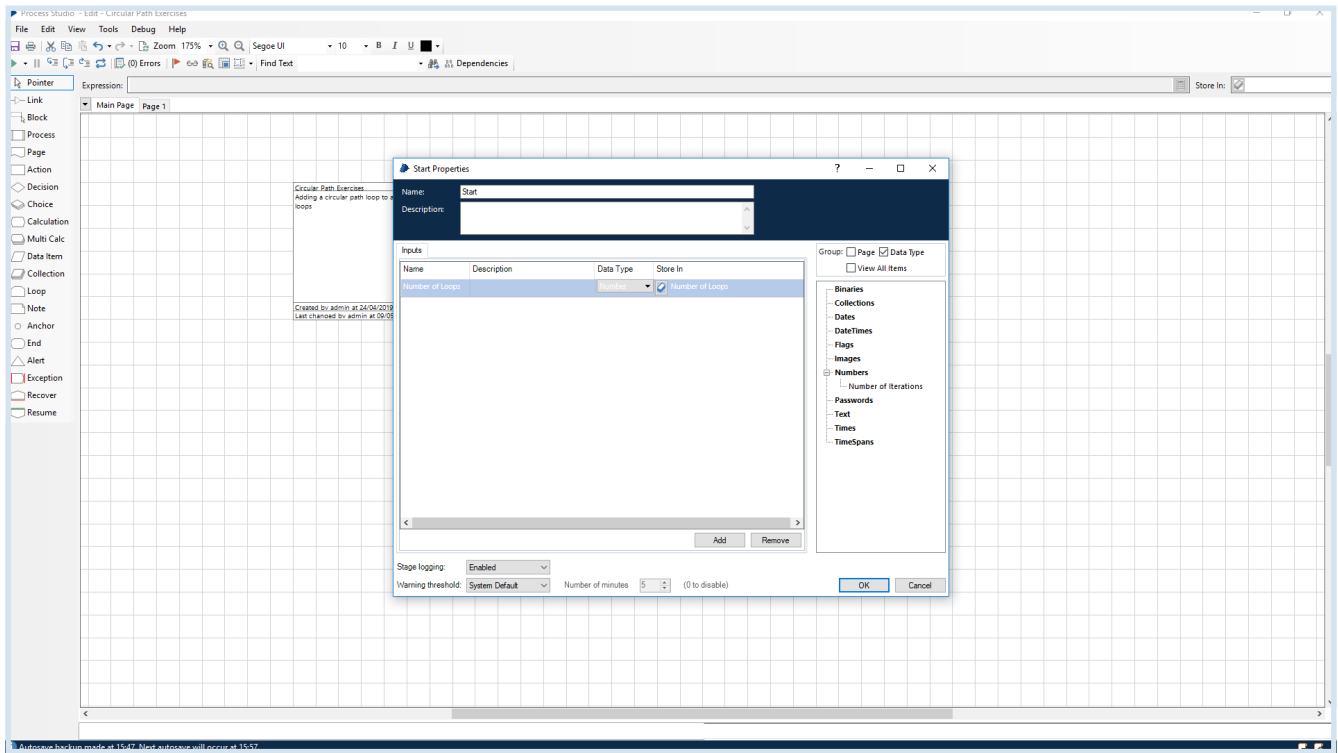 Process Studio - Edit - Circular Path Exercises
File Edit View Tools Debug Help
Zoom 175% Segoe UI 10 B I U
(0) Errors Find Text Dependencies
Pointer
Expression: Store In:
Link
Main Page Page 1
Block
Process
Page
Action
Decision
Choice
Calculation
Multi Calc
Data Item
Collection
Loop
Note
Anchor
End
Alert
Exception
Recover
Resume
Circular Path Exercises
Adding a circular path loop to a
loops
Created by admin at 24/04/2019
Last changed by admin at 09/05
Start Properties ?
Name: Start
Description:
Inputs
Name Description Data Type Store In
Number of Loops Number Number of Loops
Add Remove
Group: Page Data Type
View All Items
Binaries
Collections
Dates
DateTimes
Flags
Images
Numbers
Number of Iterations
Passwords
Text
Times
TimeSpans
Stage logging: Enabled
Warning threshold: System Default Number of minutes 5 (0 to disable)
OK Cancel
Autosave backup made at 15:47. Next autosave will occur at 15:57.